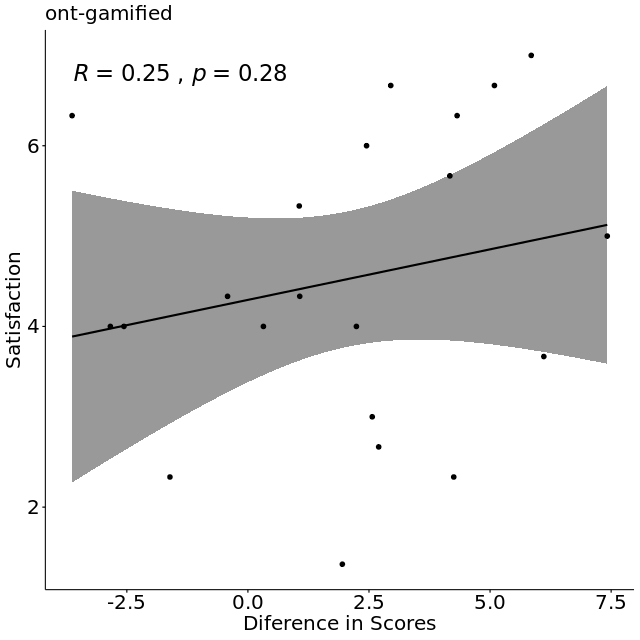 ont-gamified
R = 0.25 , p = 0.28
Satisfaction
6
4
2
-2.5 0.0 2.5 5.0 7.5
Diference in Scores